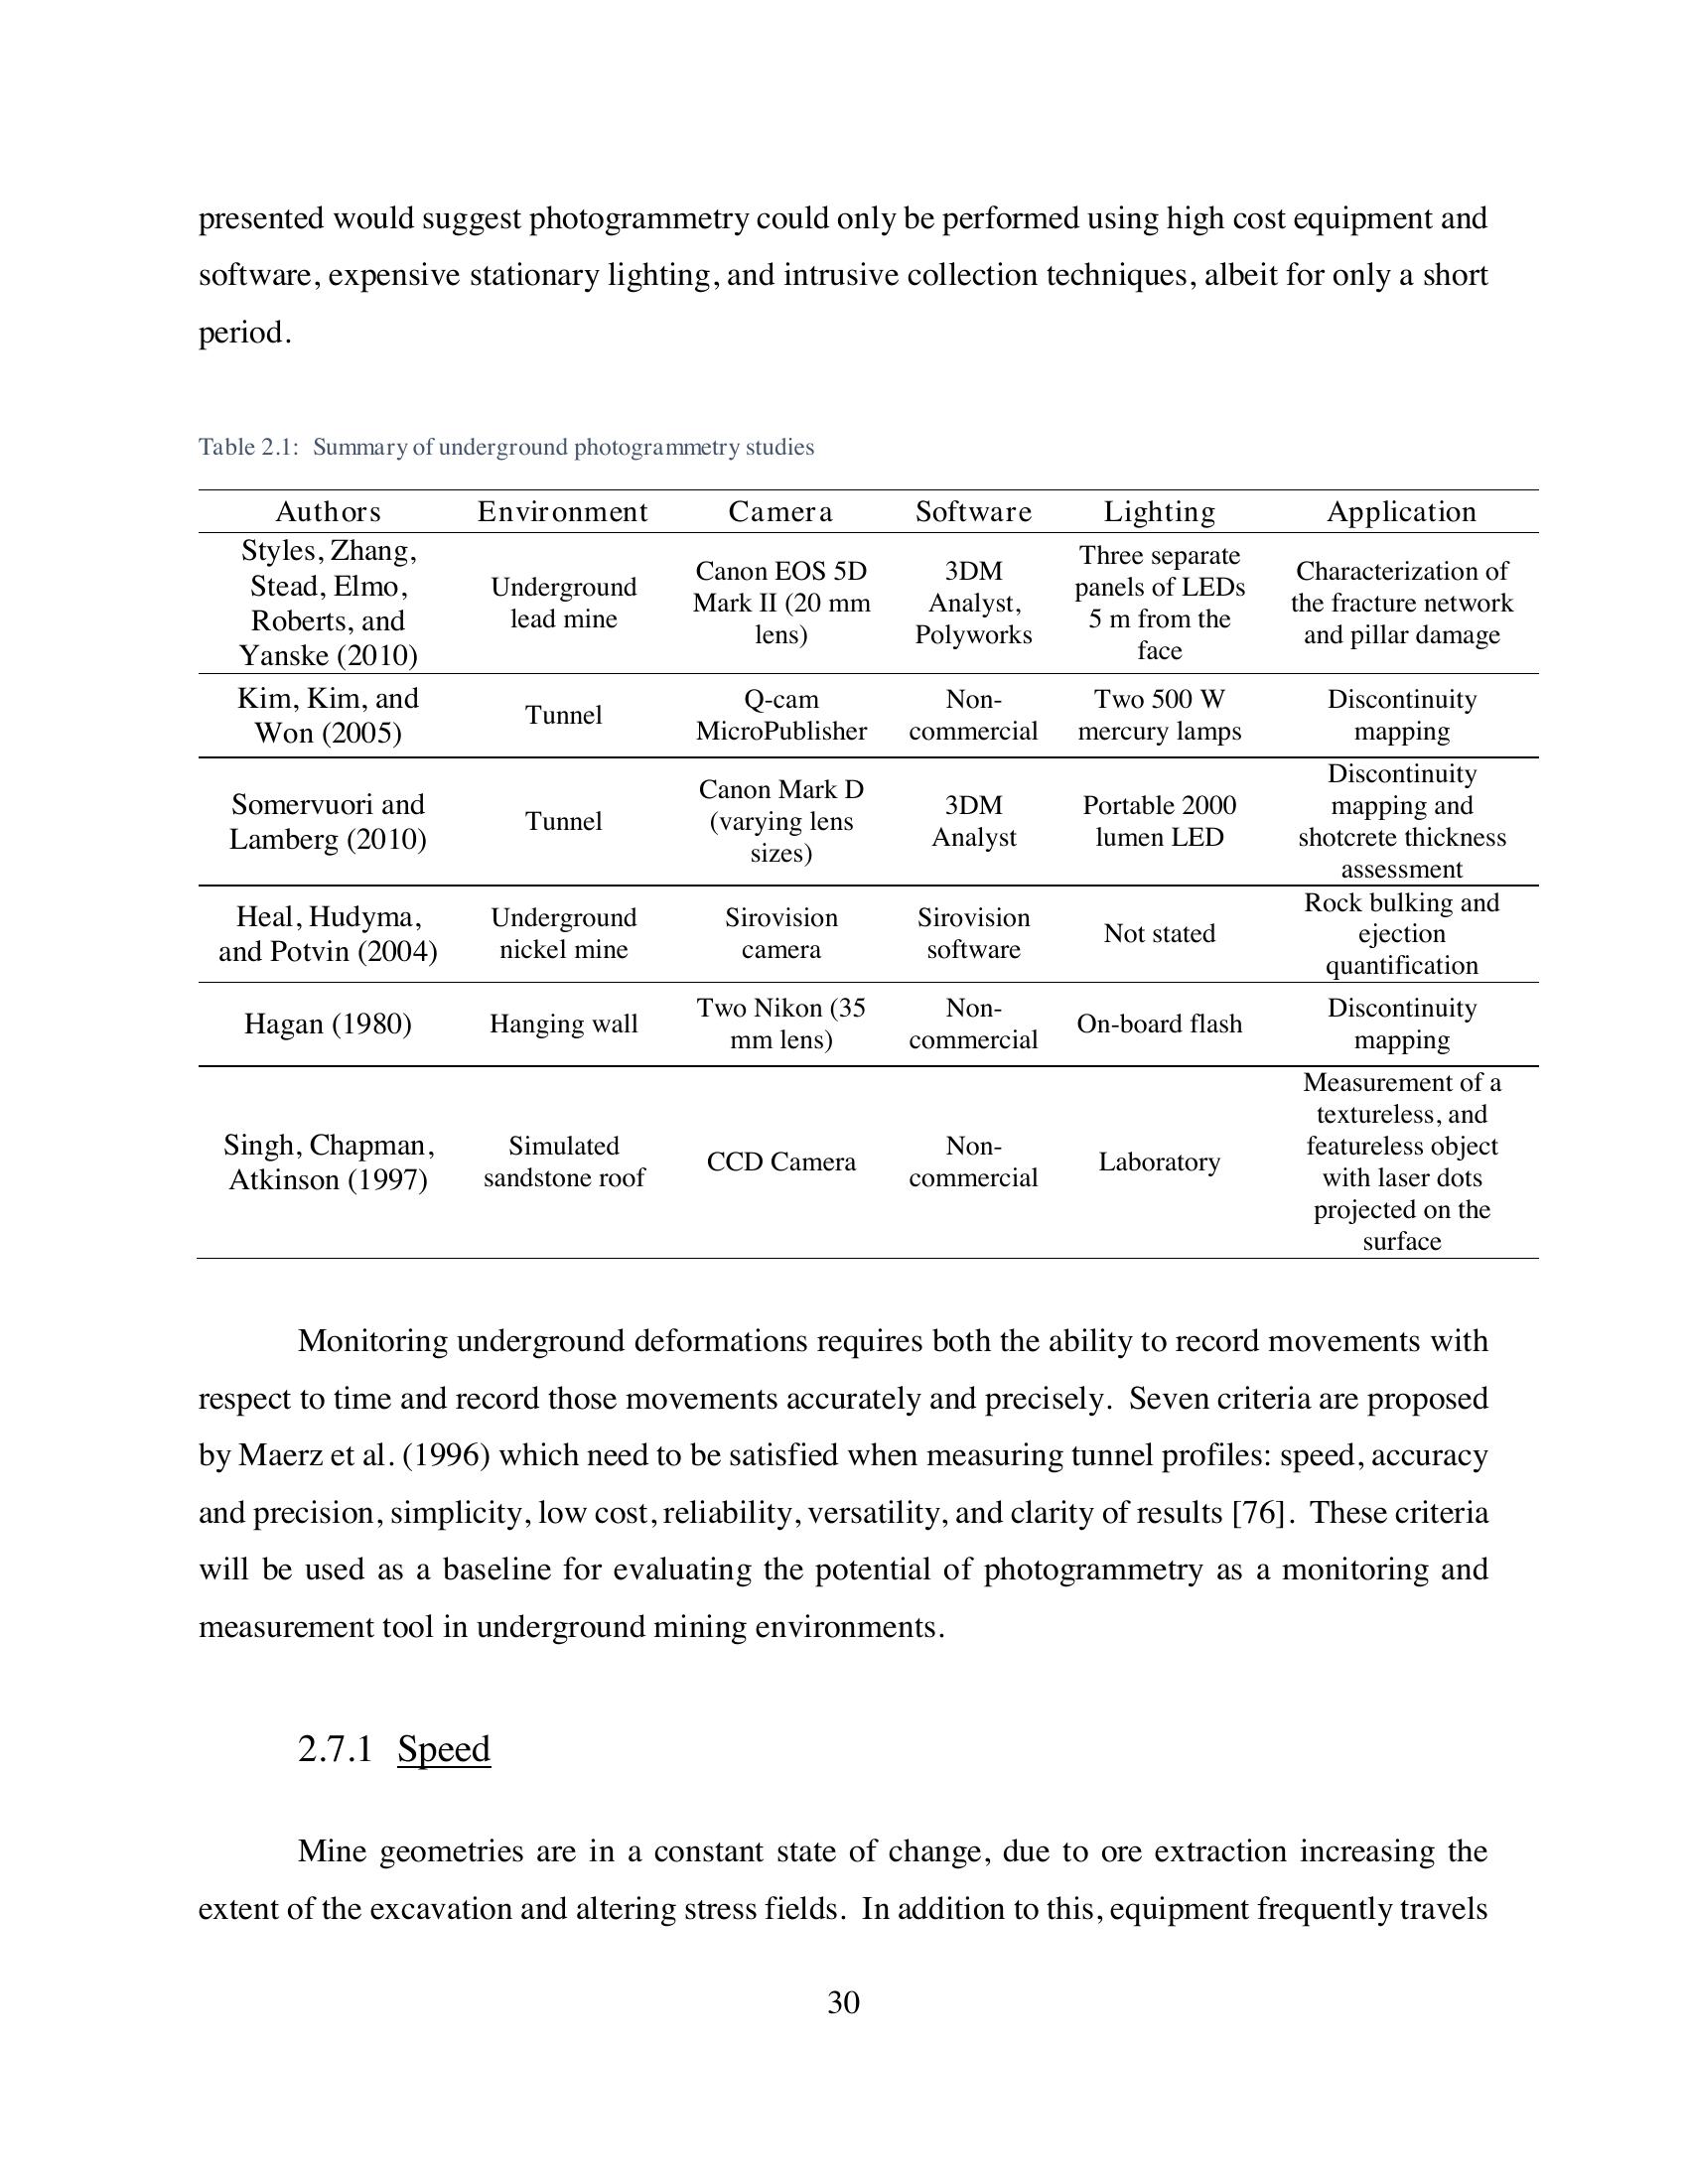 presented would suggest photogrammetry could only be performed using high cost equipment and
software, expensive stationary lighting, and intrusive collection techniques, albeit for only a short
period.
Table 2.1: Summary of underground photogrammetry studies
Authors Environment Camera Software Lighting Application
Styles, Zhang,
Stead, Elmo,
Roberts, and
Yanske (2010)
Underground
lead mine
Canon EOS 5D
Mark II (20 mm
lens)
3DM
Analyst,
Polyworks
Three separate
panels of LEDs
5 m from the
face
Characterization of
the fracture network
and pillar damage
Kim, Kim, and
Won (2005)
Tunnel
Q-cam
MicroPublisher
Non-
commercial
Two 500 W
mercury lamps
Discontinuity
mapping
Somervuori and
Lamberg (2010)
Tunnel
Canon Mark D
(varying lens
sizes)
3DM
Analyst
Portable 2000
lumen LED
Discontinuity
mapping and
shotcrete thickness
assessment
Heal, Hudyma,
and Potvin (2004)
Underground
nickel mine
Sirovision
camera
Sirovision
software
Not stated
Rock bulking and
ejection
quantification
Hagan (1980)
Hanging wall
Two Nikon (35
mm lens)
Non-
commercial
On-board flash
Discontinuity
mapping
Singh, Chapman,
Atkinson (1997)
Simulated
sandstone roof
CCD Camera
Non-
commercial
Laboratory
Measurement of a
textureless, and
featureless object
with laser dots
projected on the
surface
Monitoring underground deformations requires both the ability to record movements with
respect to time and record those movements accurately and precisely. Seven criteria are proposed
by Maerz et al. (1996) which need to be satisfied when measuring tunnel profiles: speed, accuracy
and precision, simplicity, low cost, reliability, versatility, and clarity of results [76]. These criteria
will be used as a baseline for evaluating the potential of photogrammetry as a monitoring and
measurement tool in underground mining environments.
2.7.1 Speed
Mine geometries are in a constant state of change, due to ore extraction increasing the
extent of the excavation and altering stress fields. In addition to this, equipment frequently travels
30